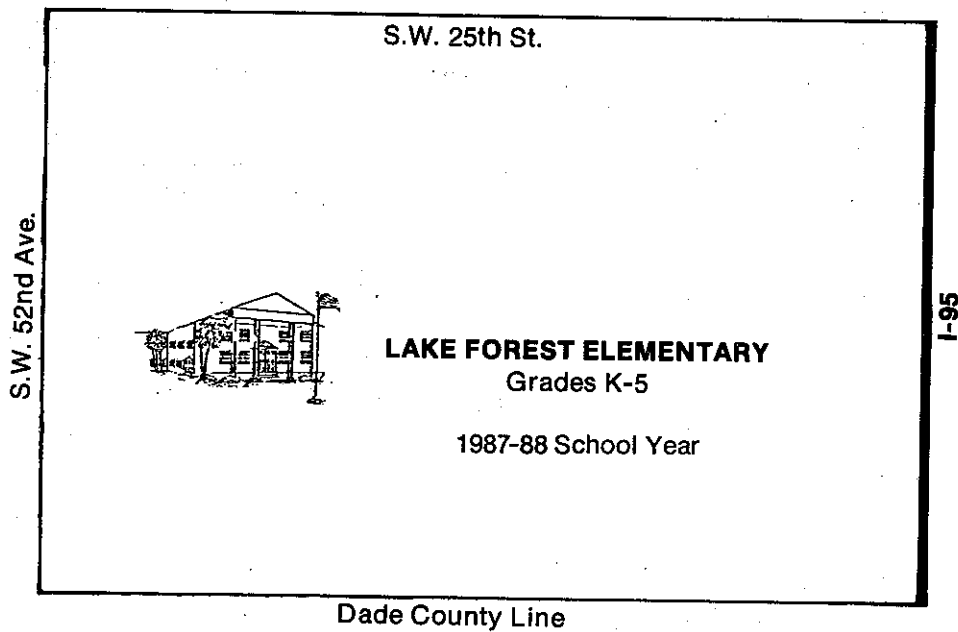 S.W. 25th St.
S.W. 52nd Ave.
I-95
LAKE FOREST ELEMENTARY
Grades K-5
1987-88 School Year
Dade County Line